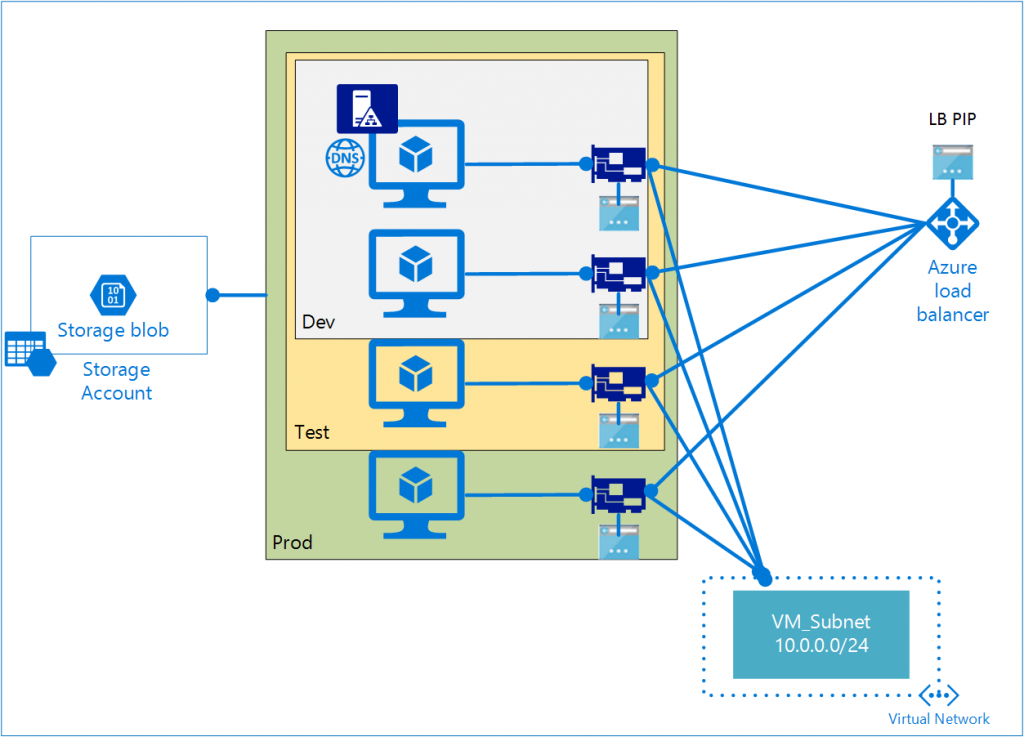 LB PIP
DNS
Azure
load
balancer
10
01
Storage blob
Storage
Account
Dev
Test
Prod
VM_Subnet
10.0.0.0/24
Virtual Network